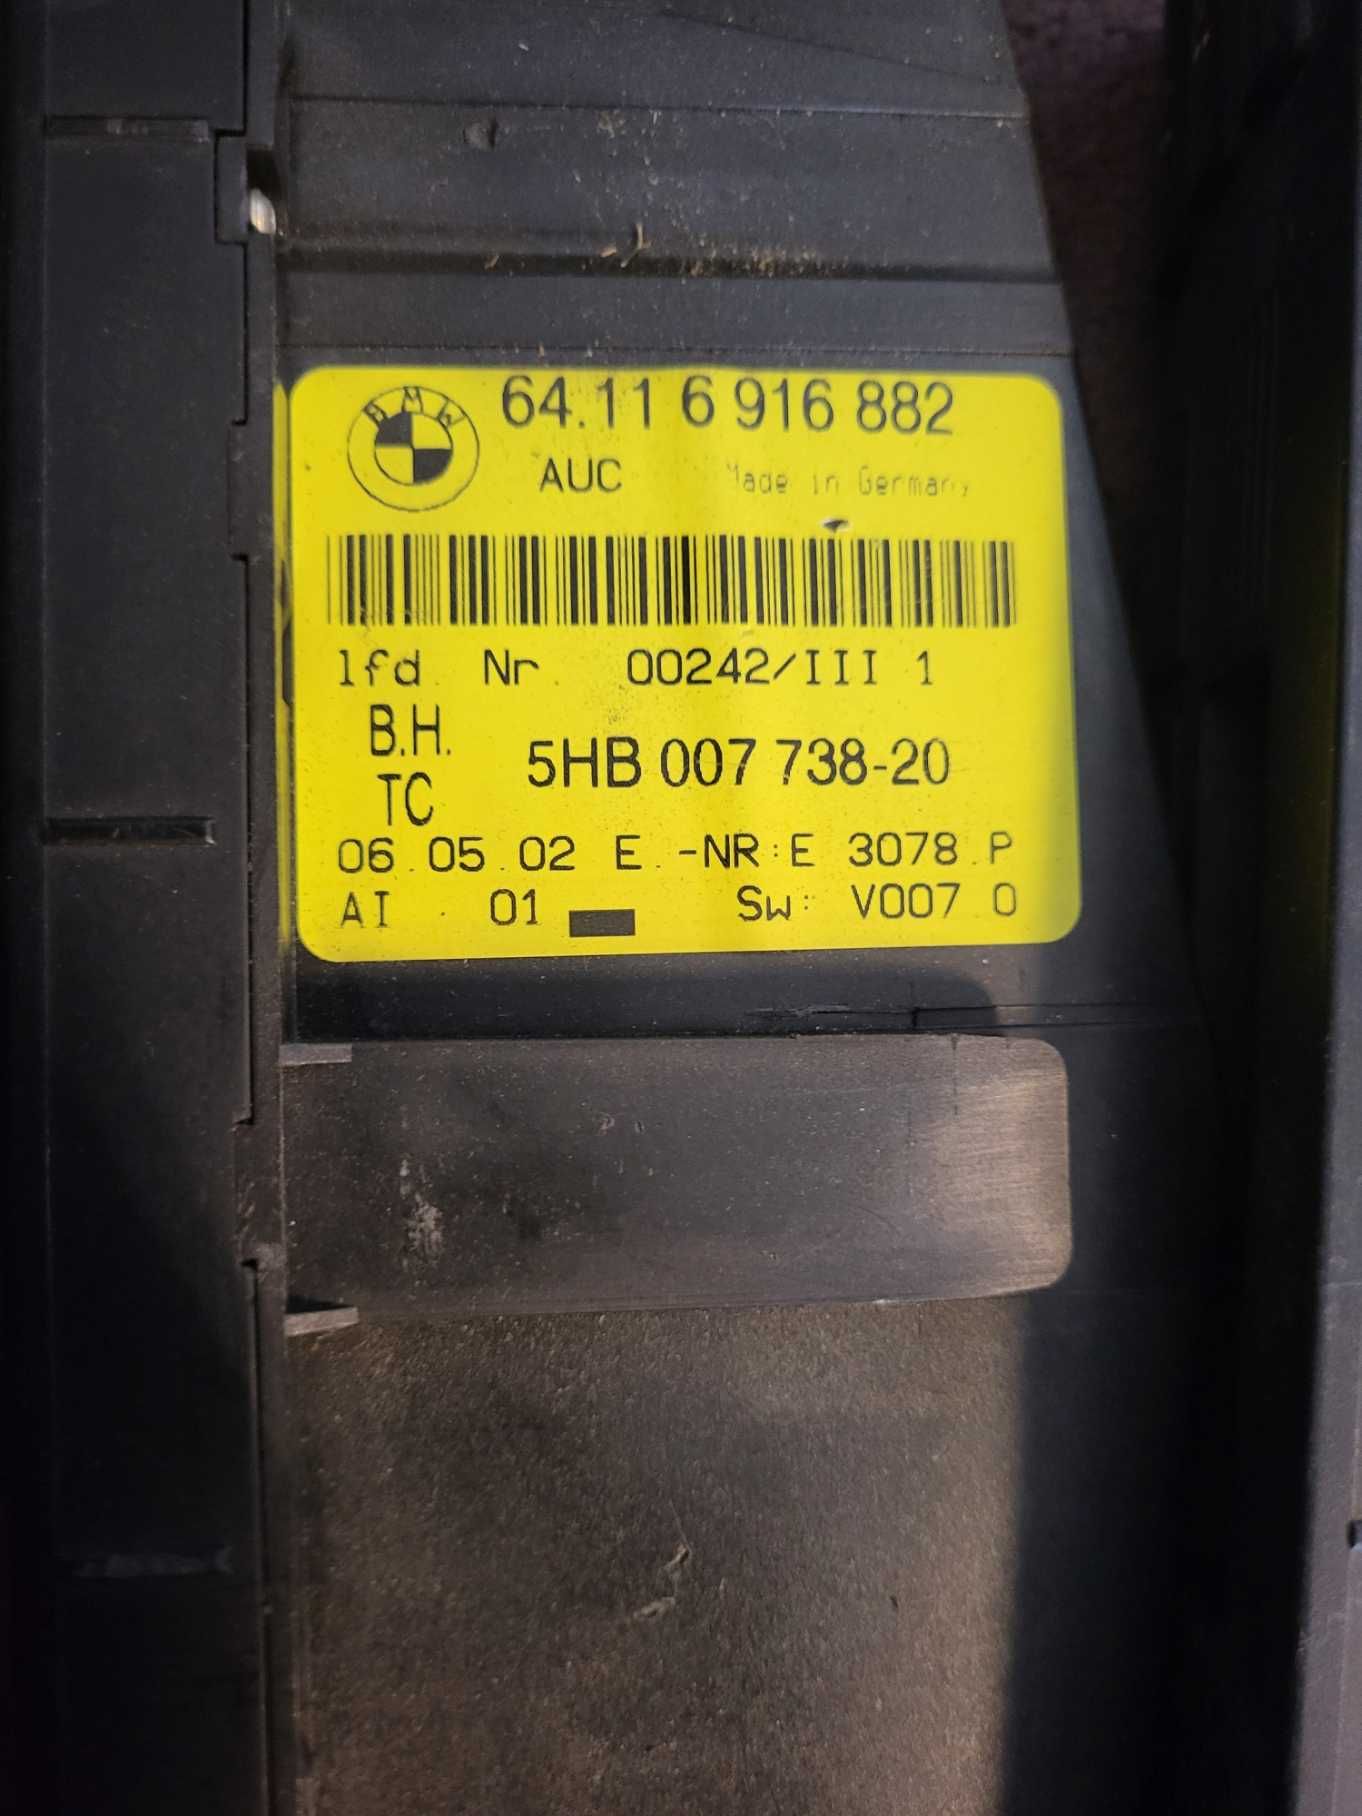 BMW
64.11 6 916 882
AUC Made in Germany
lfd. Nr. 00242/III 1
B.H.
TC
5HB 007 738-20
06.05.02 E.-NR:E 3078.P
AI 01 Sw: V007.0